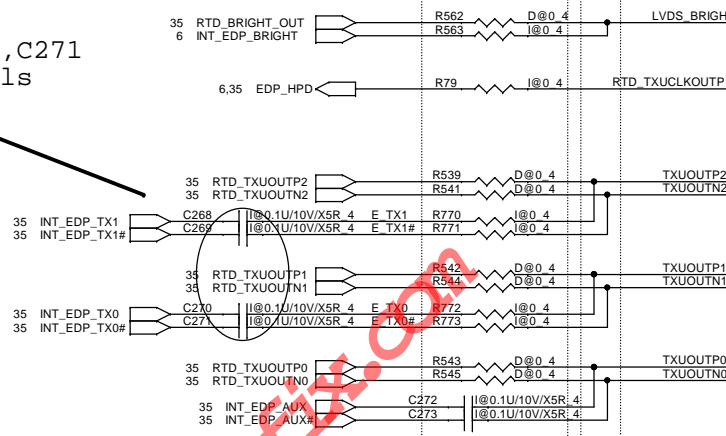 35 RTD_BRIGHT_OUT R562 D@0_4 LVDS_BRIGH
6 INT_EDP_BRIGHT R563 I@0_4
,C271
ls
6,35 EDP_HPD R79 I@0_4 RTD_TXUCLKOUTP
35 RTD_TXUOUTP2 R539 D@0_4 TXUOUTP2
35 RTD_TXUOUTN2 R541 D@0_4 TXUOUTN2
35 INT_EDP_TX1 C268 I@0.1U/10V/X5R_4 E_TX1 R770 I@0_4
35 INT_EDP_TX1# C269 I@0.1U/10V/X5R_4 E_TX1# R771 I@0_4
35 RTD_TXUOUTP1 R542 D@0_4 TXUOUTP1
35 RTD_TXUOUTN1 R544 D@0_4 TXUOUTN1
35 INT_EDP_TX0 C270 I@0.1U/10V/X5R_4 E_TX0 R772 I@0_4
35 INT_EDP_TX0# C271 I@0.1U/10V/X5R_4 E_TX0# R773 I@0_4
35 RTD_TXUOUTP0 R543 D@0_4 TXUOUTP0
35 RTD_TXUOUTN0 R545 D@0_4 TXUOUTN0
35 INT_EDP_AUX C272 I@0.1U/10V/X5R_4
35 INT_EDP_AUX# C273 I@0.1U/10V/X5R_4
fix.com